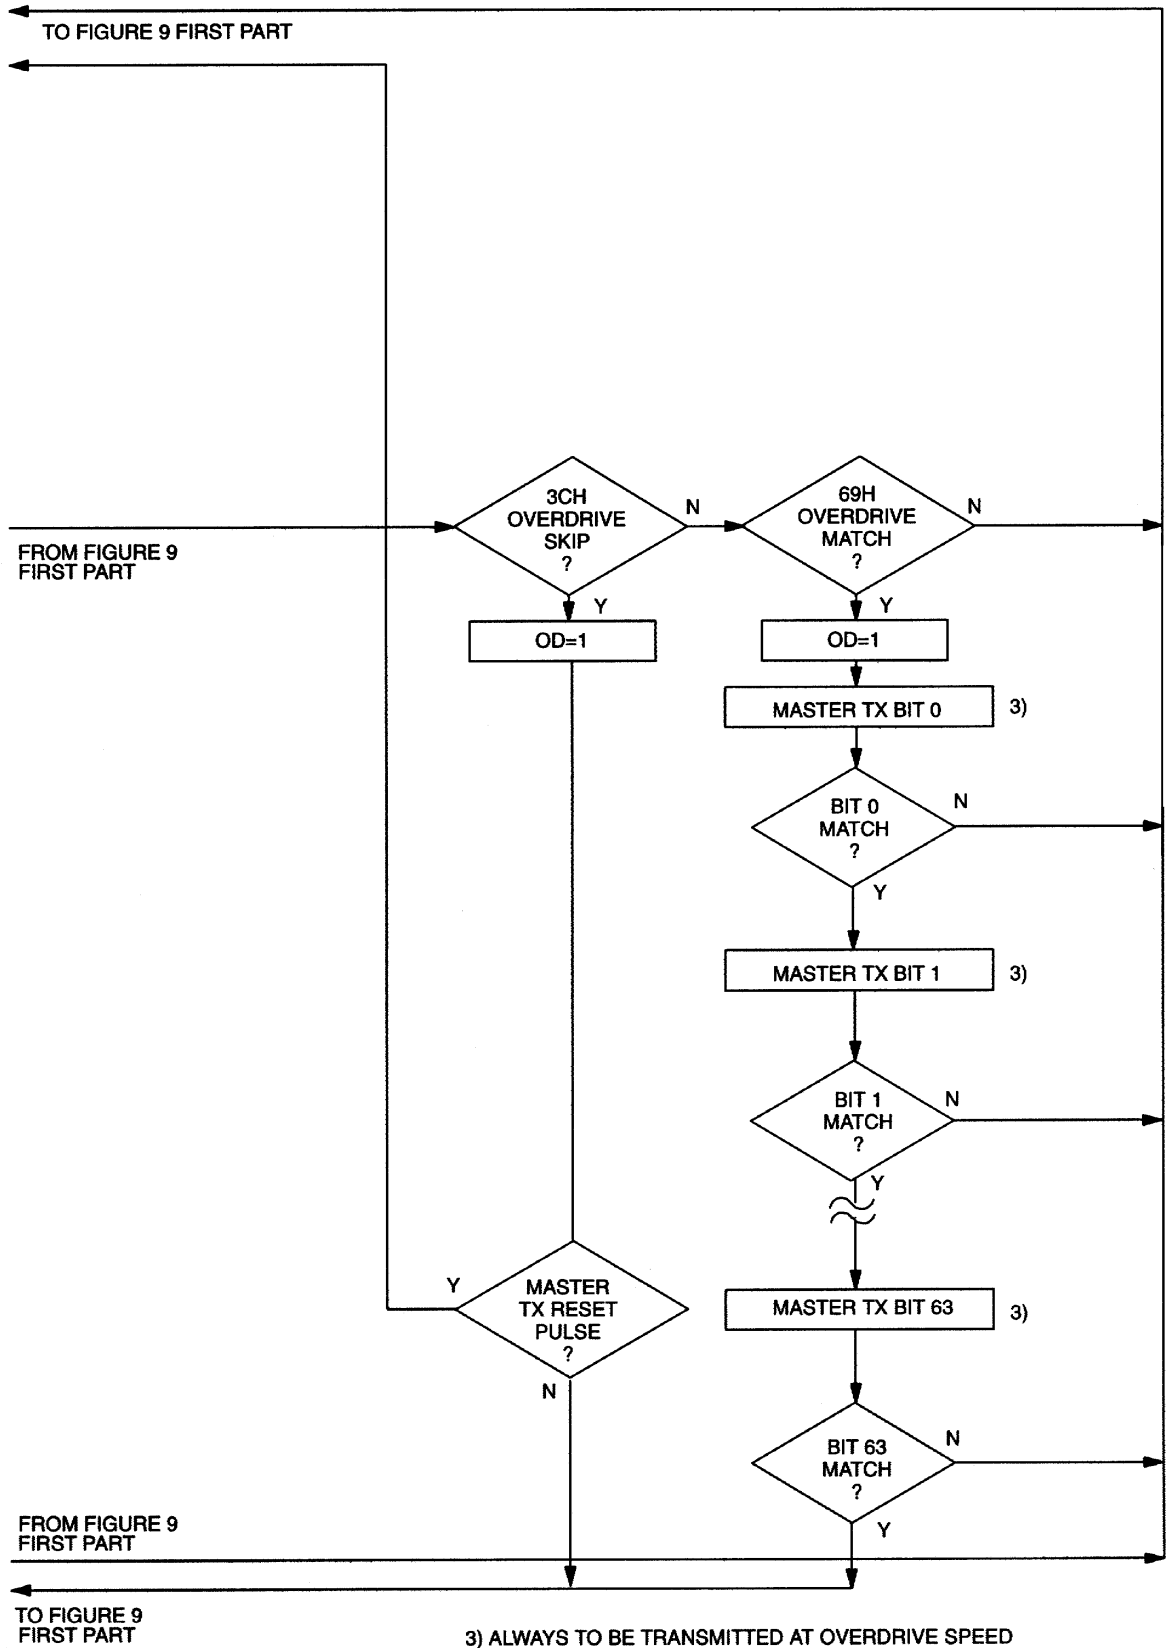 TO FIGURE 9 FIRST PART
3CH
OVERDRIVE
SKIP
?
N
69H
OVERDRIVE
MATCH
?
N
FROM FIGURE 9
FIRST PART
Y
Y
OD=1
OD=1
MASTER TX BIT 0
3)
BIT 0
MATCH
?
N
Y
MASTER TX BIT 1
3)
BIT 1
MATCH
?
N
Y
Y
MASTER
TX RESET
PULSE
?
N
MASTER TX BIT 63
3)
BIT 63
MATCH
?
N
Y
FROM FIGURE 9
FIRST PART
TO FIGURE 9
FIRST PART
3) ALWAYS TO BE TRANSMITTED AT OVERDRIVE SPEED